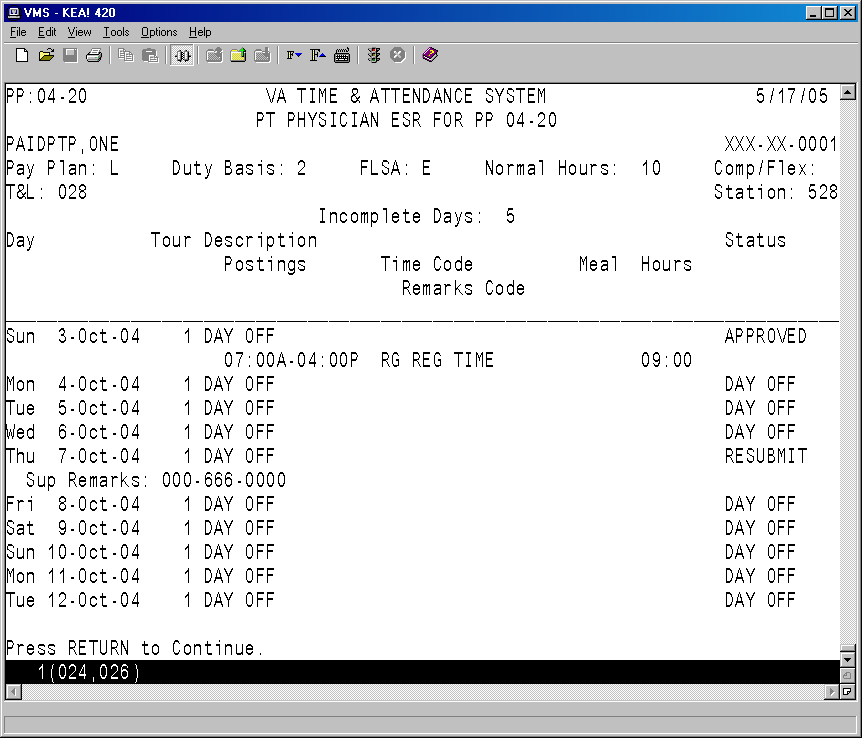 VMS - KEA! 420
File Edit View Tools Options Help
PP:04-20 VA TIME & ATTENDANCE SYSTEM 5/17/05
PT PHYSICIAN ESR FOR PP 04-20
PAIDPTP,ONE XXX-XX-0001
Pay Plan: L Duty Basis: 2 FLSA: E Normal Hours: 10 Comp/Flex:
T&L: 028 Station: 528
Incomplete Days: 5
Day Tour Description Status
Postings Time Code Meal Hours
Remarks Code
Sun 3-Oct-04 1 DAY OFF APPROVED
07:00A-04:00P RG REG TIME 09:00
Mon 4-Oct-04 1 DAY OFF DAY OFF
Tue 5-Oct-04 1 DAY OFF DAY OFF
Wed 6-Oct-04 1 DAY OFF DAY OFF
Thu 7-Oct-04 1 DAY OFF RESUBMIT
Sup Remarks: 000-666-0000
Fri 8-Oct-04 1 DAY OFF DAY OFF
Sat 9-Oct-04 1 DAY OFF DAY OFF
Sun 10-Oct-04 1 DAY OFF DAY OFF
Mon 11-Oct-04 1 DAY OFF DAY OFF
Tue 12-Oct-04 1 DAY OFF DAY OFF
Press RETURN to Continue.
1(024,026)